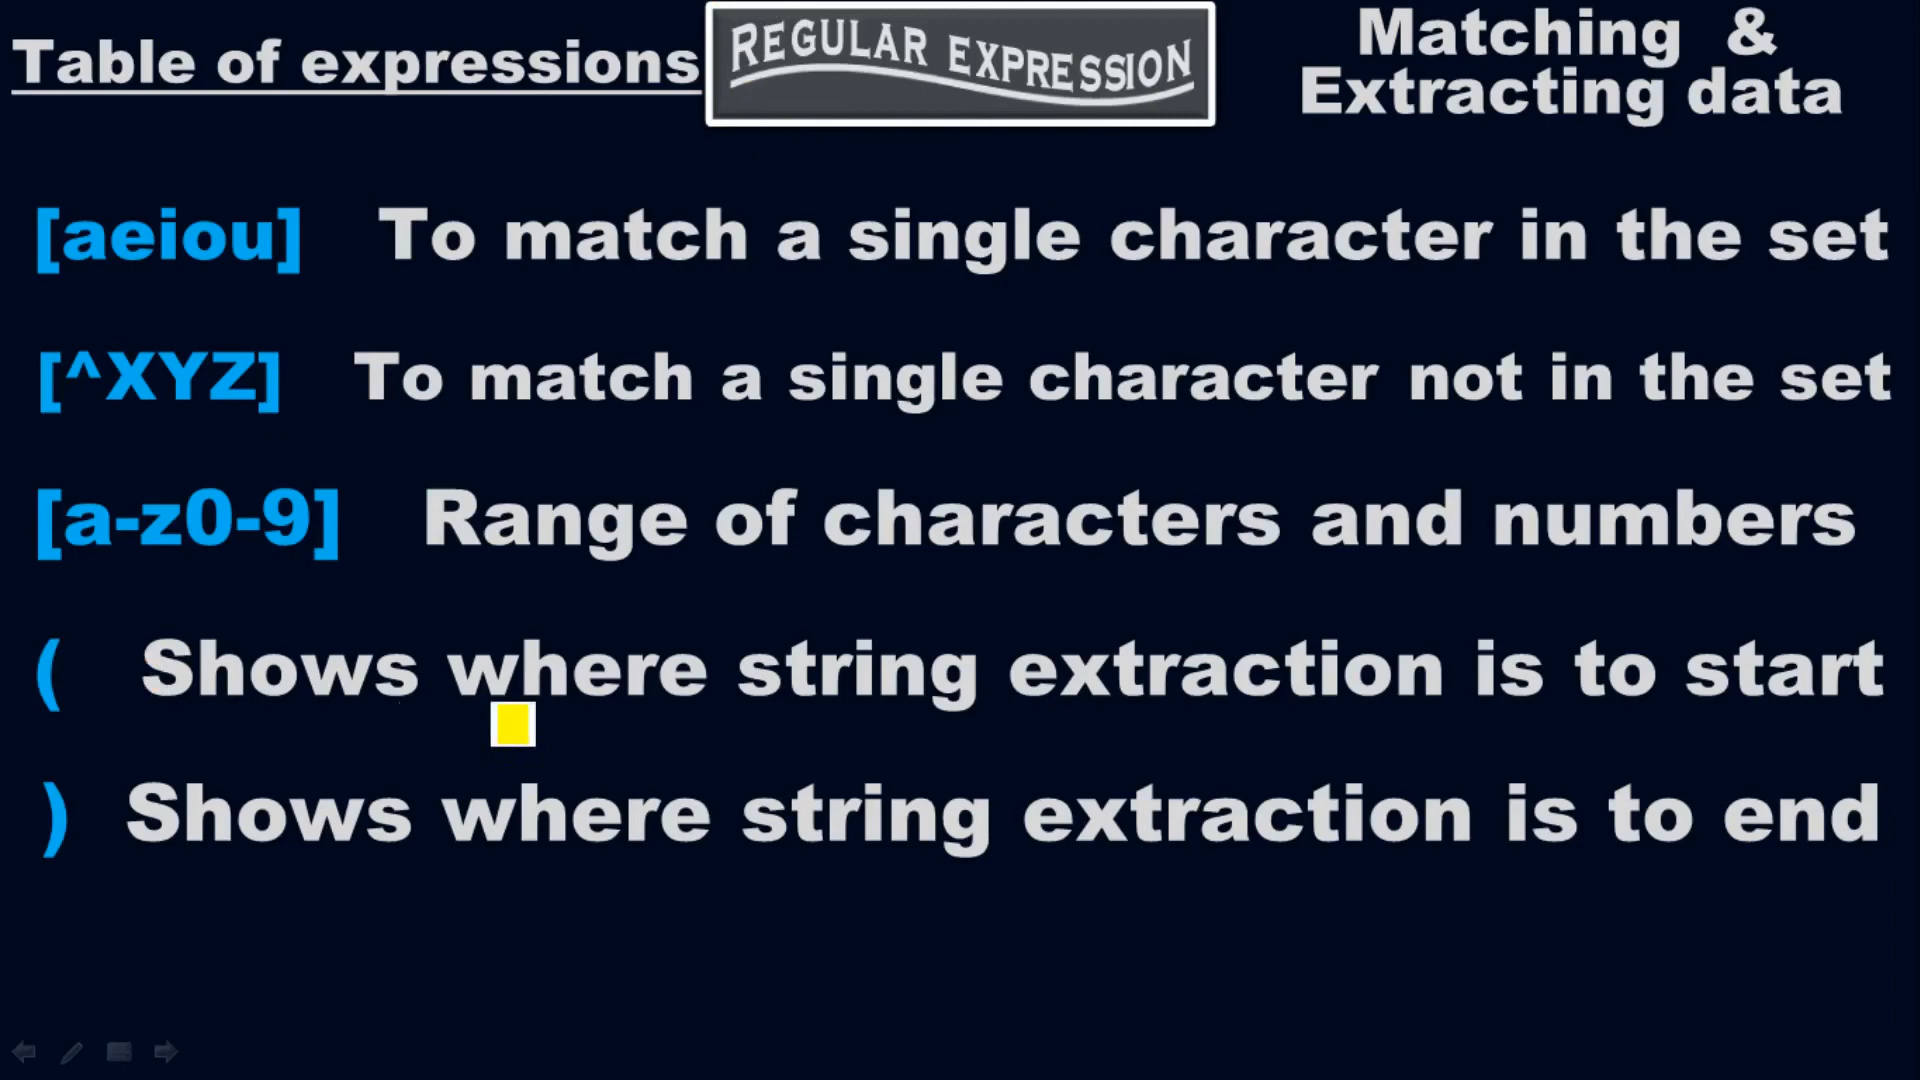 Table of expressions
REGULAR EXPRESSION
Matching &
Extracting data
[aeiou] To match a single character in the set
[^XYZ] To match a single character not in the set
[a-z0-9] Range of characters and numbers
( Shows where string extraction is to start
) Shows where string extraction is to end